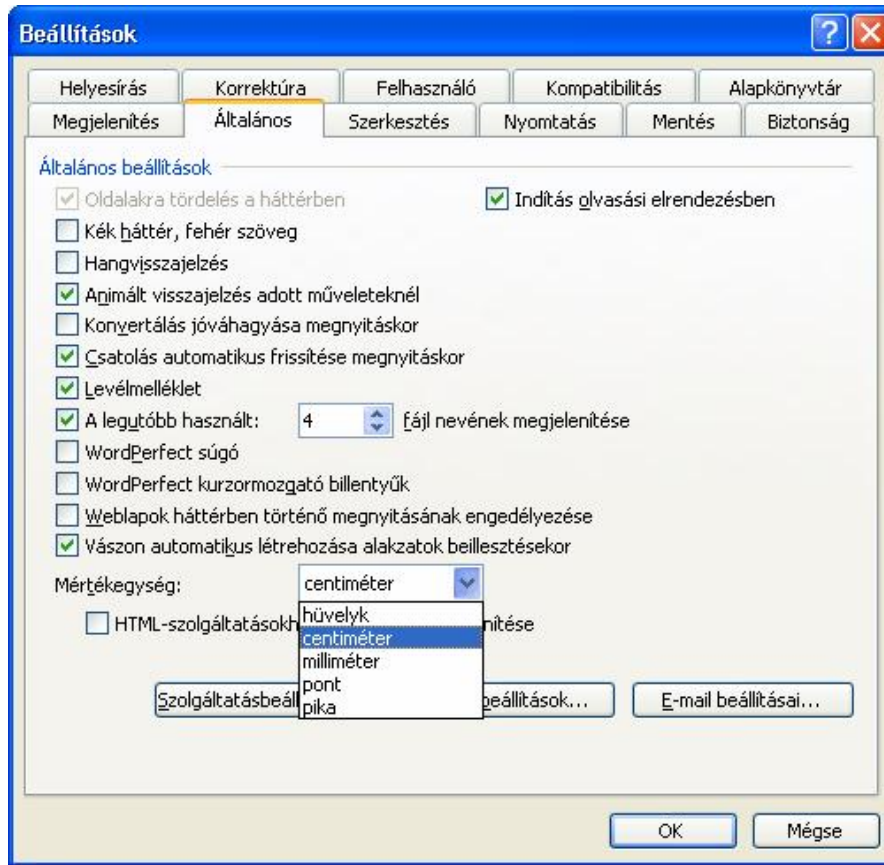 Beállítások
Helyesírás Korrektúra Felhasználó Kompatibilitás Alapkönyvtár
Megjelenítés Általános Szerkesztés Nyomtatás Mentés Biztonság
Általános beállítások
Oldalakra tördelés a háttérben Indítás olvasási elrendezésben
Kék háttér, fehér szöveg
Hangvisszajelzés
Animált visszajelzés adott műveleteknél
Konvertálás jóváhagyása megnyitáskor
Csatolás automatikus frissítése megnyitáskor
Levélmelléklet
A legutóbb használt: 4 fájl nevének megjelenítése
WordPerfect súgó
WordPerfect kurzormozgató billentyűk
Weblapok háttérben történő megnyitásának engedélyezése
Vászon automatikus létrehozása alakzatok beillesztésekor
Mértékegység: centiméter
hüvelyk
HTML-szolgáltatásokh centiméter nítése
milliméter
pont
Szolgáltatásbeáll beállítások... E-mail beállításai...
pika
OK Mégse